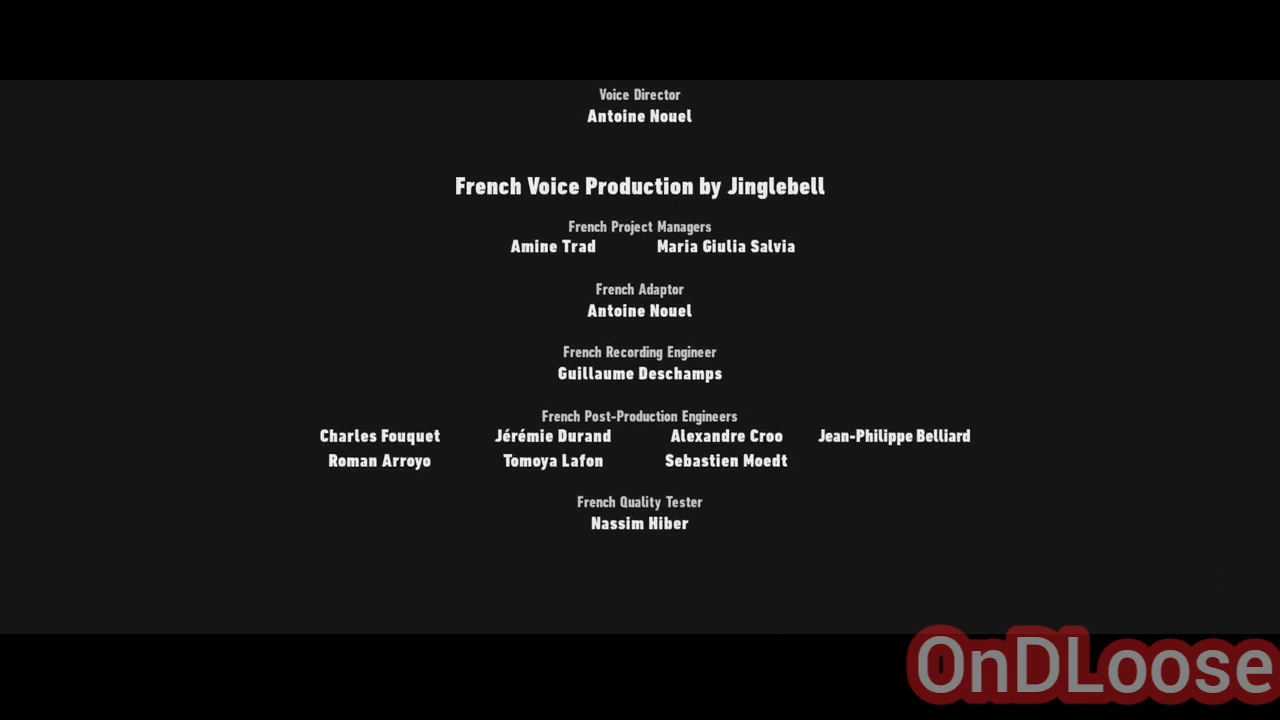 Voice Director
Antoine Nouel
French Voice Production by Jinglebell
French Project Managers
Amine Trad Maria Giulia Salvia
French Adaptor
Antoine Nouel
French Recording Engineer
Guillaume Deschamps
French Post-Production Engineers
Charles Fouquet Jérémie Durand Alexandre Croo Jean-Philippe Belliard
Roman Arroyo Tomoya Lafon Sebastien Moedt
French Quality Tester
Nassim Hiber
OnDLoose